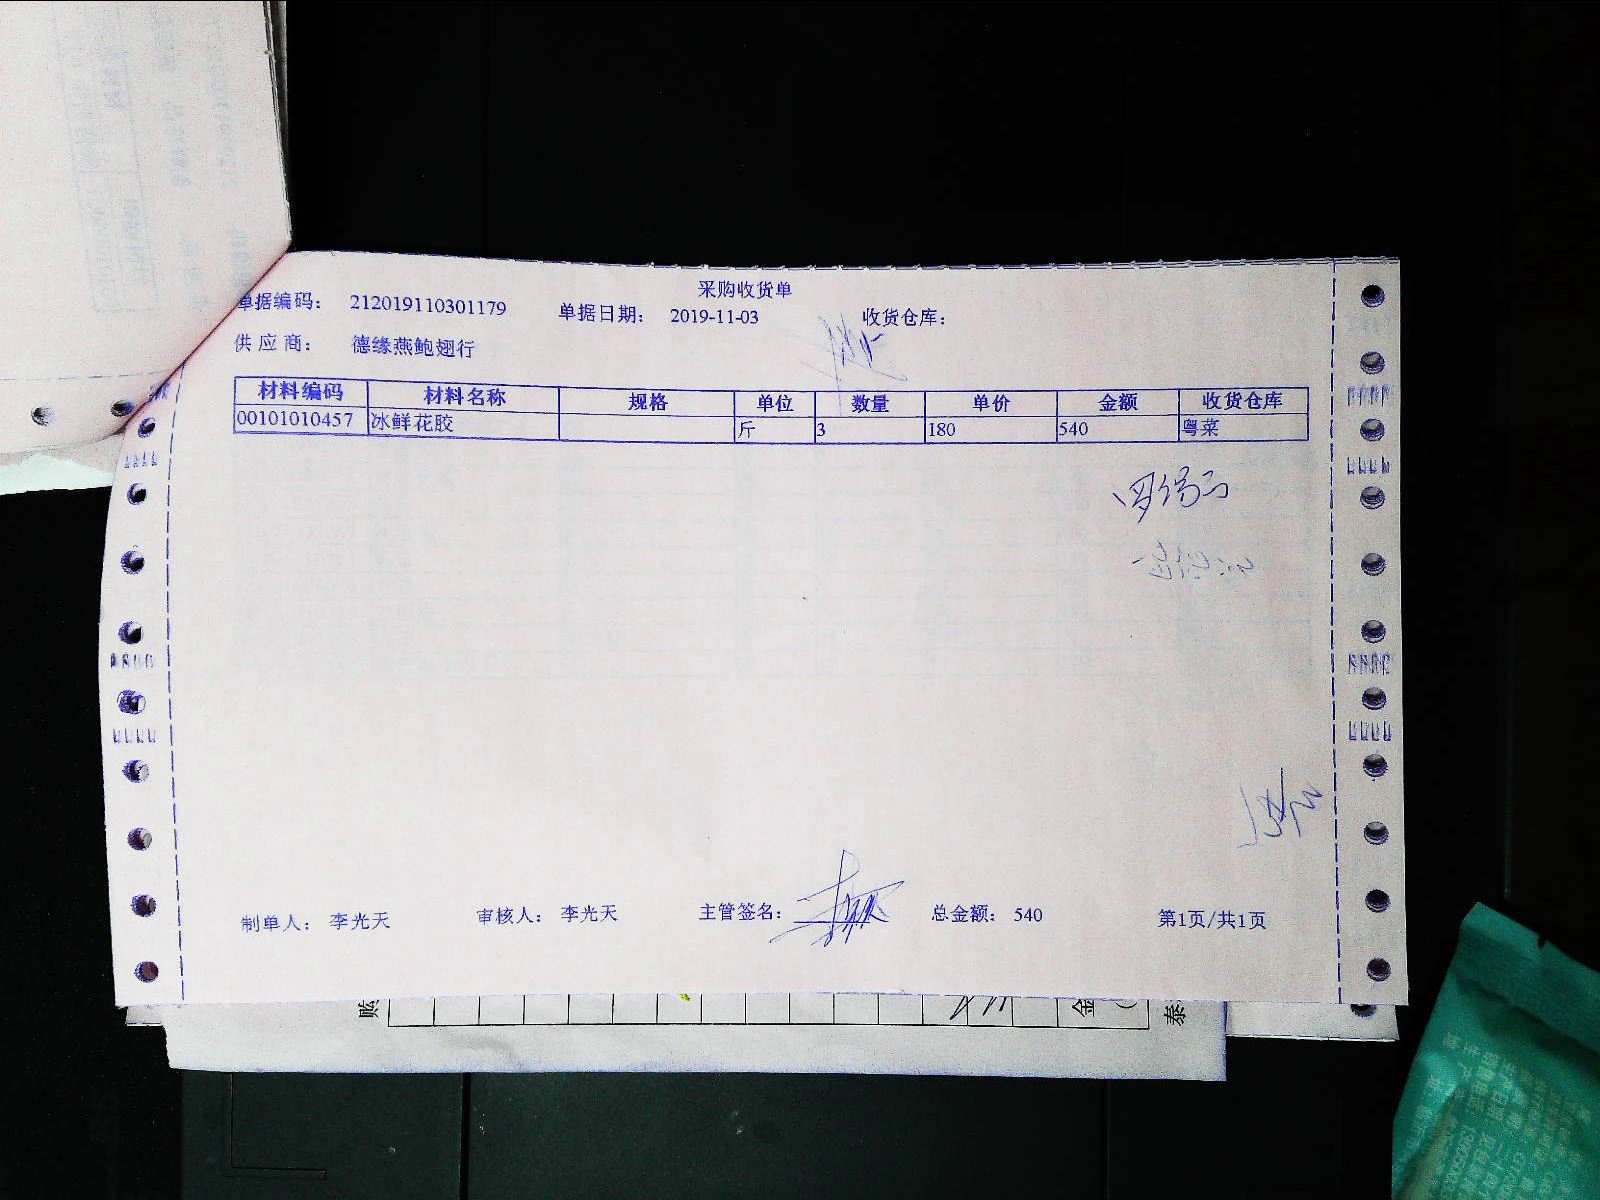 采购收货单
单据编码： 212019110301179 单据日期： 2019-11-03 收货仓库：
供应商： 德缘燕鲍翅行
材料编码 材料名称 规格 单位 数量 单价 金额 收货仓库
00101010457 冰鲜花胶 斤 3 180 540 粤菜
制单人： 李光天 审核人： 李光天 主管签名： 总金额： 540 第1页/共1页
购 金 泰